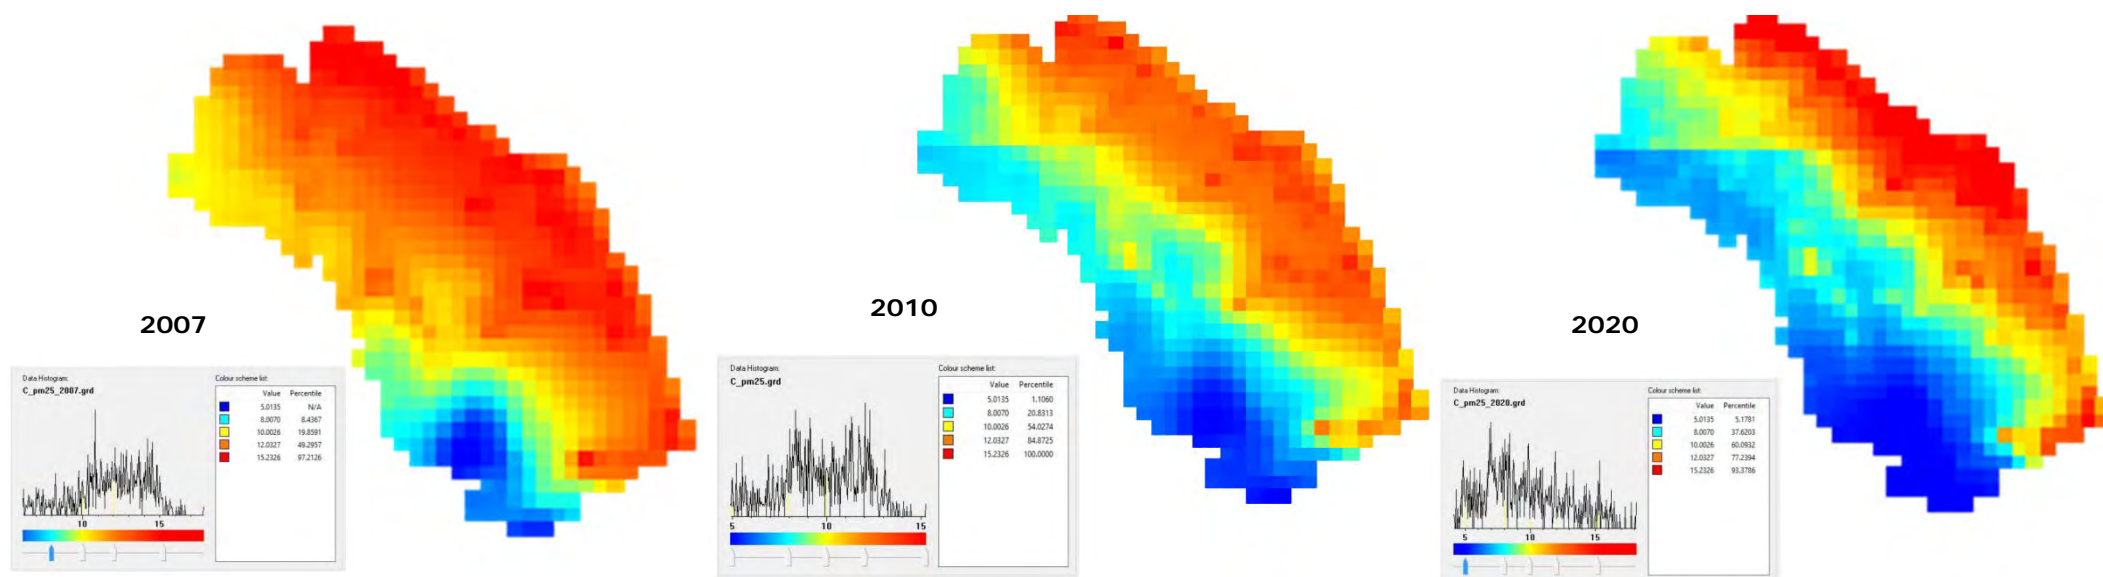 2007
Data Histogram:
C_pm25_2007.grd
10 15
Colour scheme list:
Value Percentile
5.0135 N/A
8.0070 8.4367
10.0026 19.8591
12.0327 49.2957
15.2326 97.2126
2010
Data Histogram:
C_pm25.grd
5 10 15
Colour scheme list:
Value Percentile
5.0135 1.1060
8.0070 20.8313
10.0026 54.0274
12.0327 84.8725
15.2326 100.0000
2020
Data Histogram:
C_pm25_2020.grd
5 10 15
Colour scheme list:
Value Percentile
5.0135 5.1781
8.0070 37.6203
10.0026 60.0932
12.0327 77.2394
15.2326 93.3786